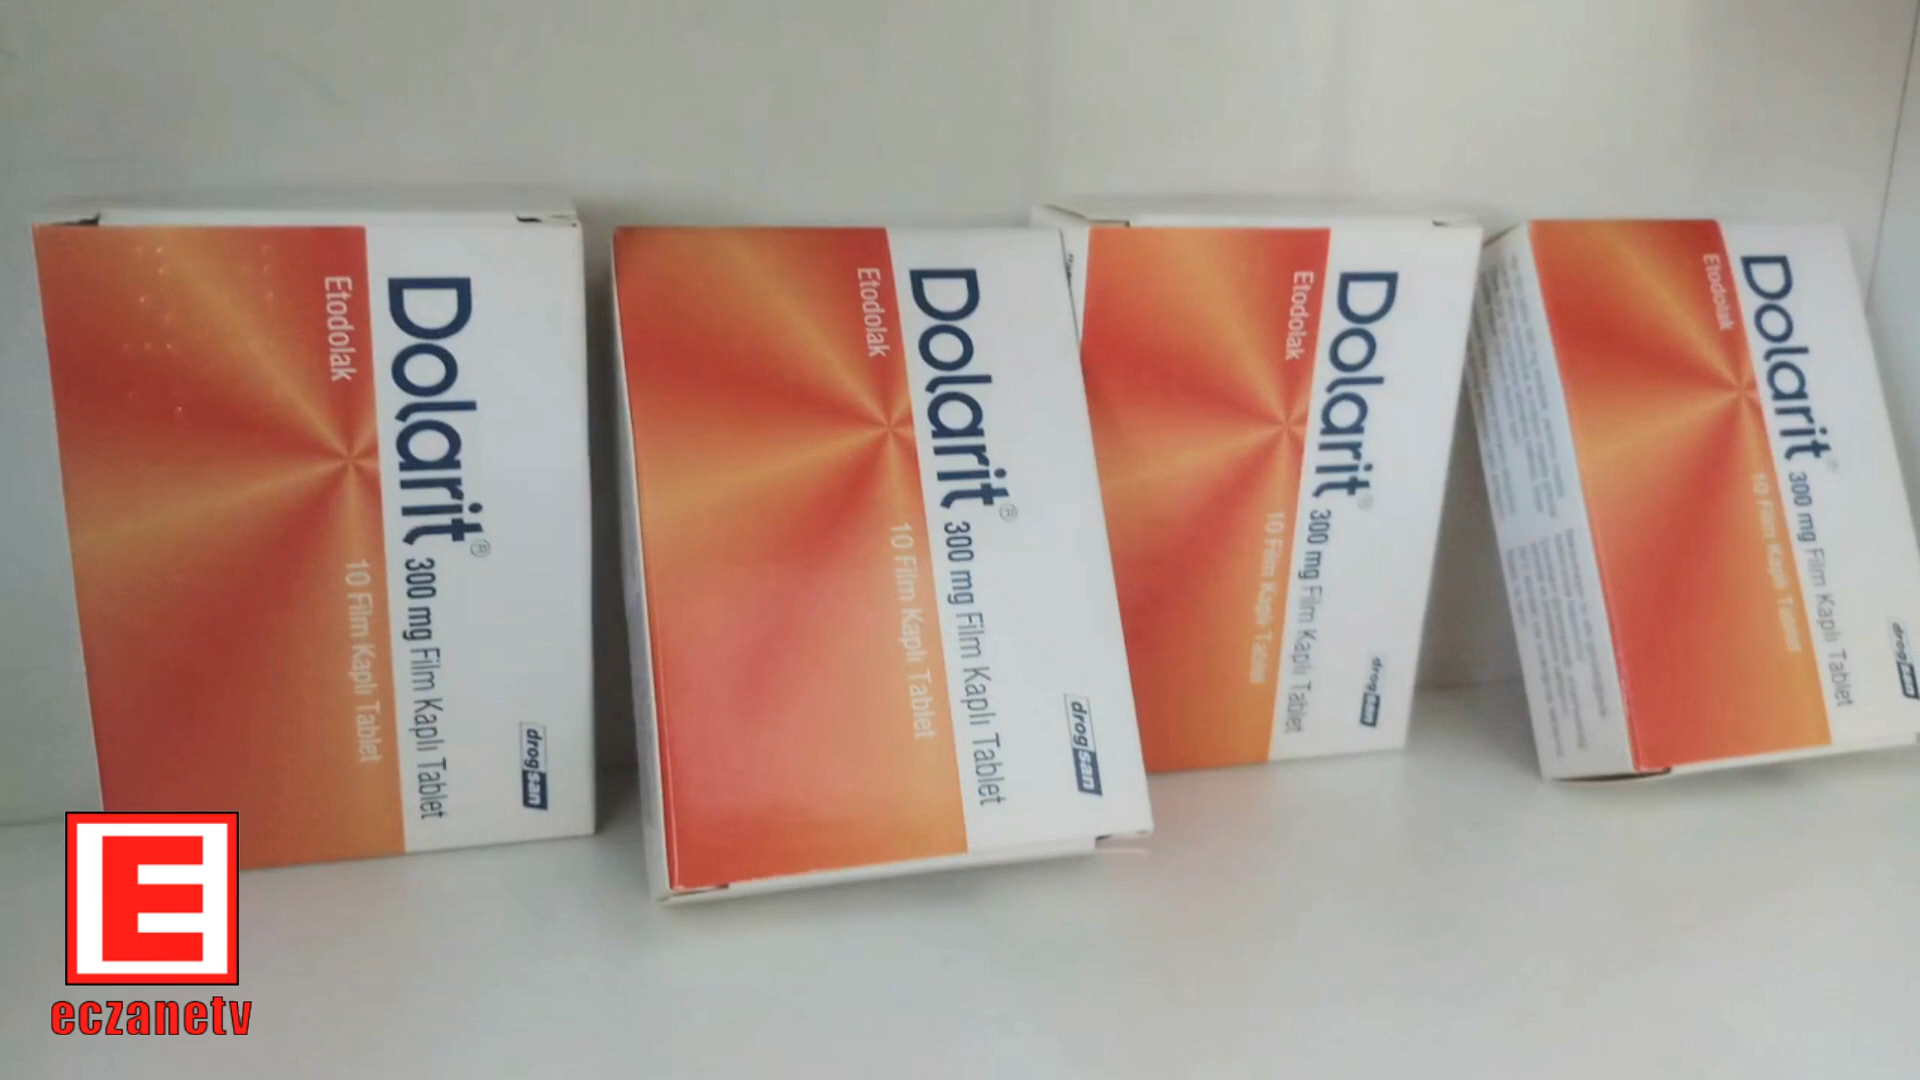 Dolarit® 300 mg Film Kaplı Tablet
Etodolak
10 Film Kaplı Tablet
drogsan
Dolarit® 300 mg Film Kaplı Tablet
Etodolak
10 Film Kaplı Tablet
drogsan
Dolarit® 300 mg Film Kaplı Tablet
Etodolak
10 Film Kaplı Tablet
drogsan
Dolarit® 300 mg Film Kaplı Tablet
Etodolak
10 Film Kaplı Tablet
drogsan
E
eczanetv